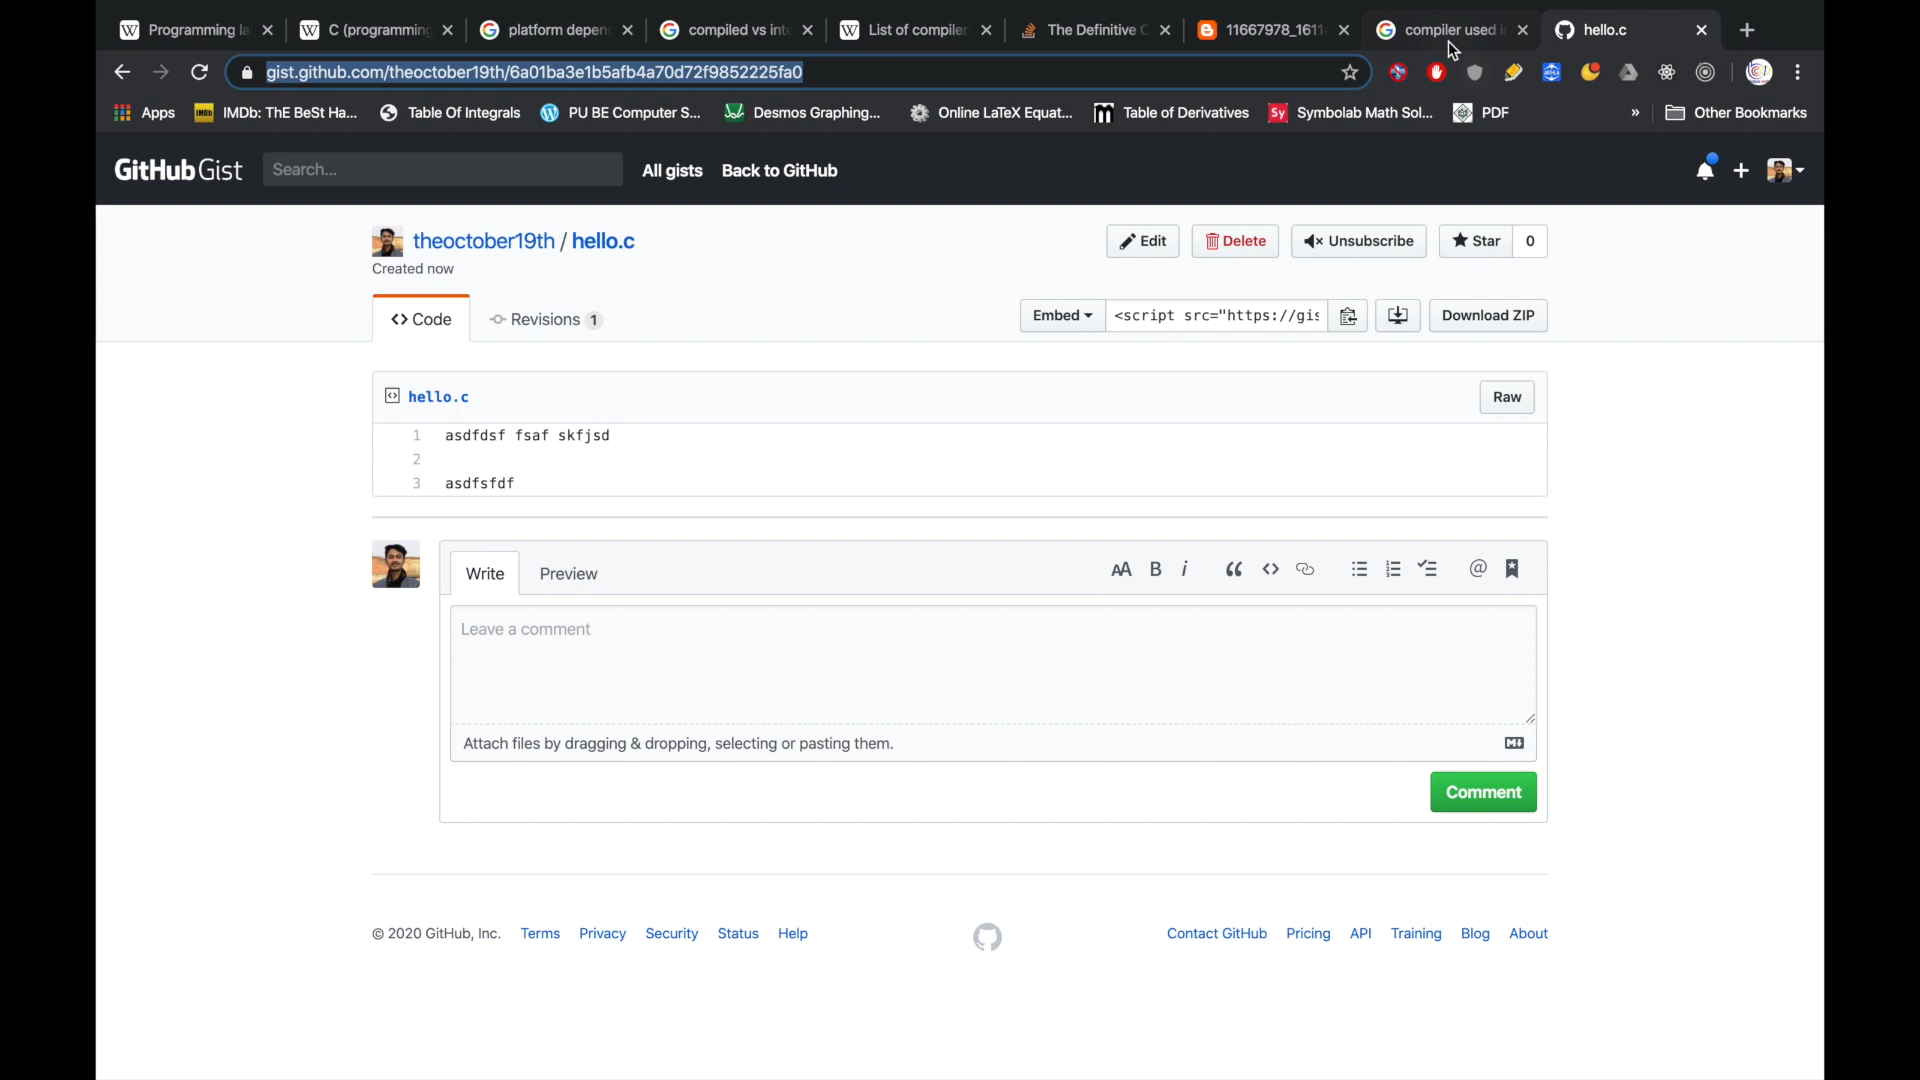 Programming la
C (programming
platform depen
compiled vs inte
List of compiler
The Definitive C
11667978_1611
compiler used i
hello.c
gist.github.com/theoctober19th/6a01ba3e1b5afb4a70d72f9852225fa0
Apps
IMDb: ThE BeSt Ha...
Table Of Integrals
PU BE Computer S...
Desmos Graphing...
Online LaTeX Equat...
Table of Derivatives
Sy Symbolab Math Sol...
PDF
»
Other Bookmarks
GitHub Gist
Search...
All gists
Back to GitHub
theoctober19th / hello.c
Edit
Delete
Unsubscribe
Star
0
Created now
Code
Revisions 1
Embed
<script src="https://gis
Download ZIP
hello.c
Raw
1 asdfdsf fsaf skfjsd
2
3 asdfsfdf
Write
Preview
AA B i
Leave a comment
Attach files by dragging & dropping, selecting or pasting them.
Comment
© 2020 GitHub, Inc.
Terms
Privacy
Security
Status
Help
Contact GitHub
Pricing
API
Training
Blog
About